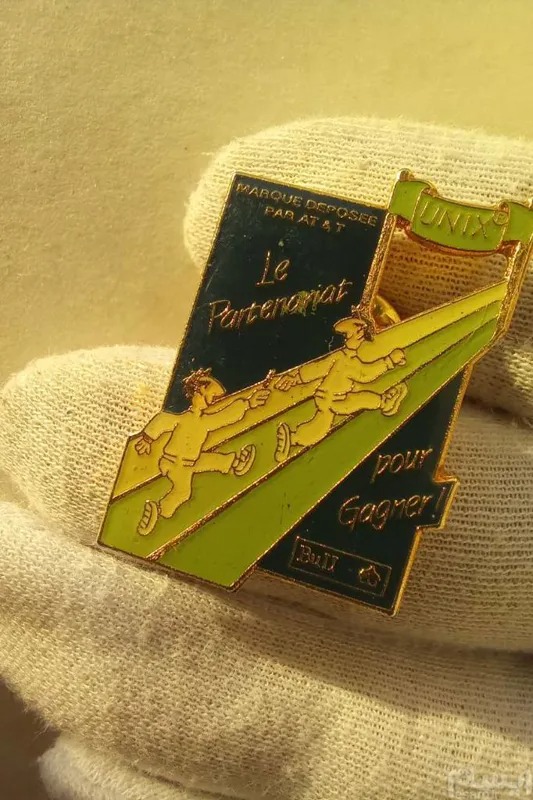 MARQUE DEPOSEE
PAR AT & T
UNIX®
Le
Partenariat
pour
Gagner !
Bull